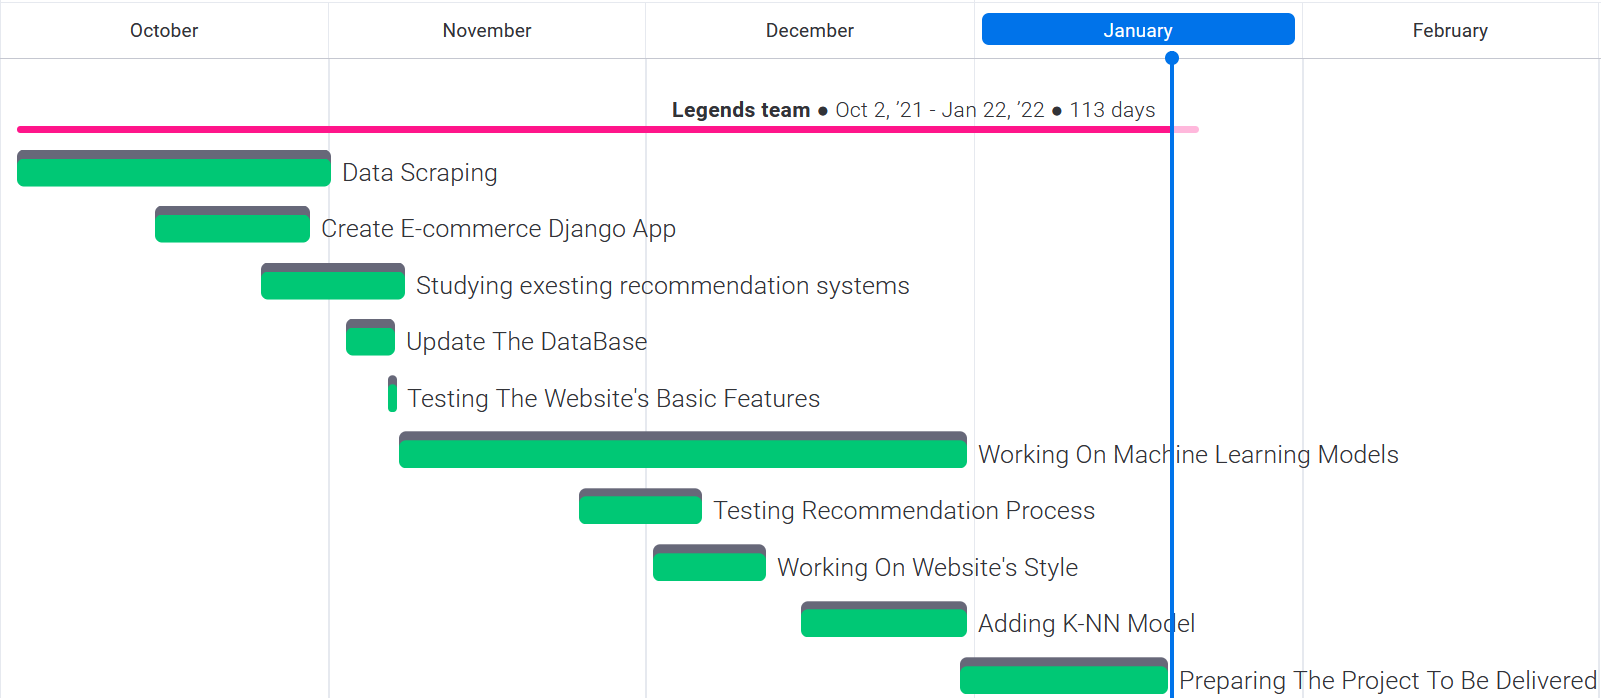 October November December January February
Legends team ● Oct 2, ’21 - Jan 22, ’22 ● 113 days
Data Scraping
Create E-commerce Django App
Studying exesting recommendation systems
Update The DataBase
Testing The Website's Basic Features
Working On Machine Learning Models
Testing Recommendation Process
Working On Website's Style
Adding K-NN Model
Preparing The Project To Be Delivered